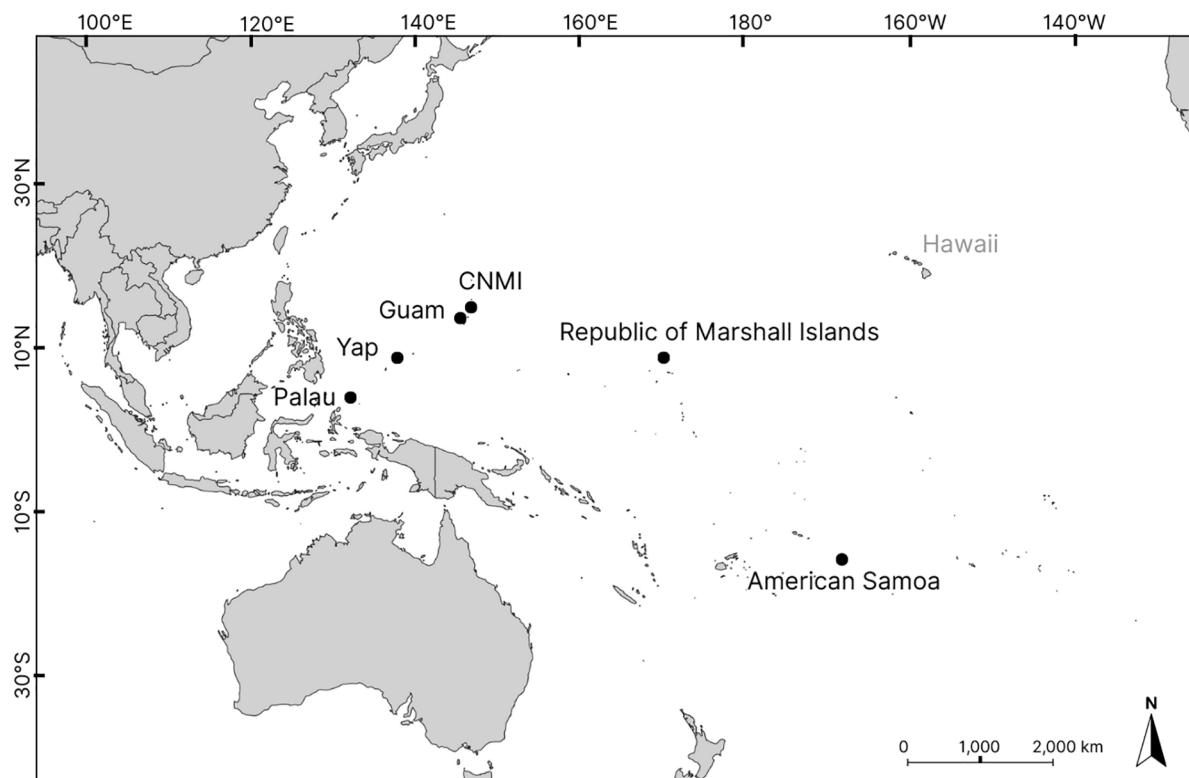 100°E
120°E
140°E
160°E
180°
160°W
140°W
30°N
Hawaii
CNMI
Guam
Republic of Marshall Islands
10°N
Yap
Palau
10°S
American Samoa
30°S
N
0
1,000
2,000 km